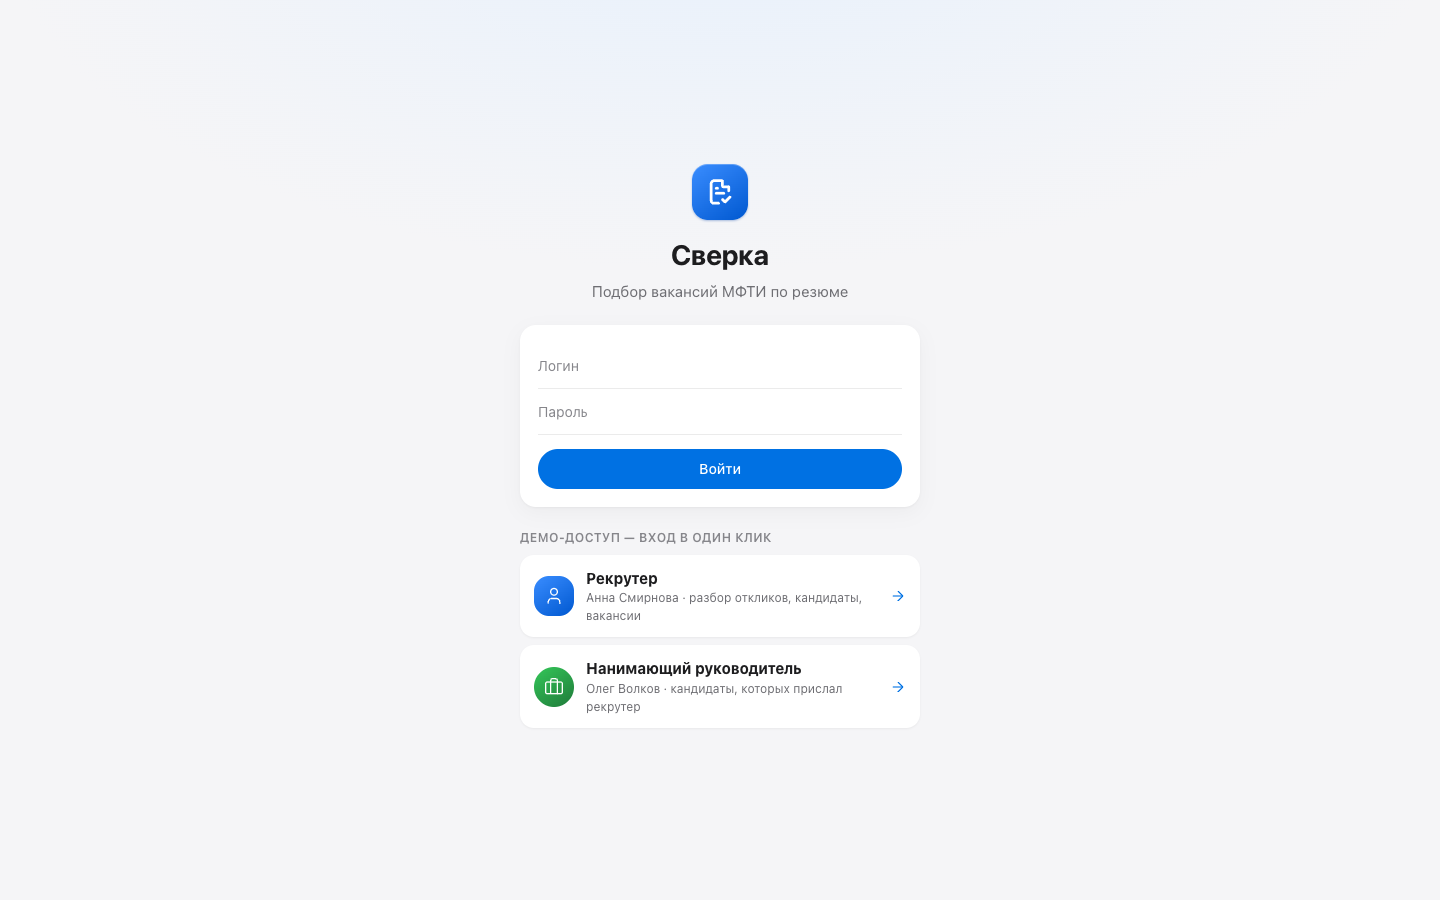 Сверка
Подбор вакансий МФТИ по резюме
Логин
Пароль
Войти
ДЕМО-ДОСТУП — ВХОД В ОДИН КЛИК
Рекрутер
Анна Смирнова · разбор откликов, кандидаты,
вакансии
Нанимающий руководитель
Олег Волков · кандидаты, которых прислал
рекрутер